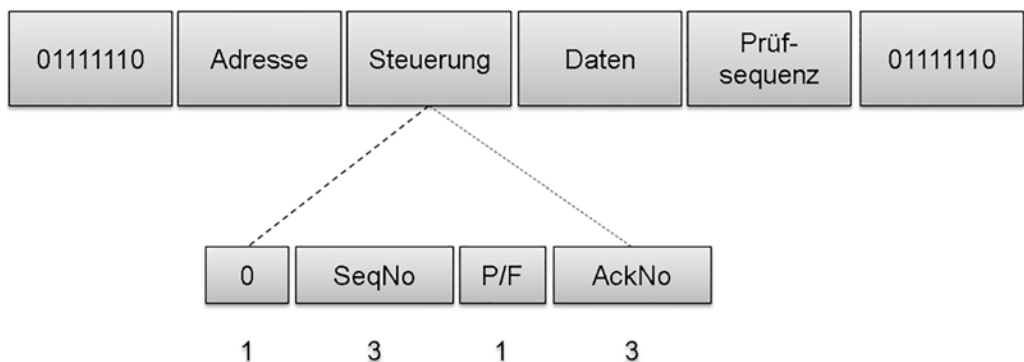 01111110 Adresse Steuerung Daten Prüf-
sequenz 01111110
0 SeqNo P/F AckNo
1 3 1 3